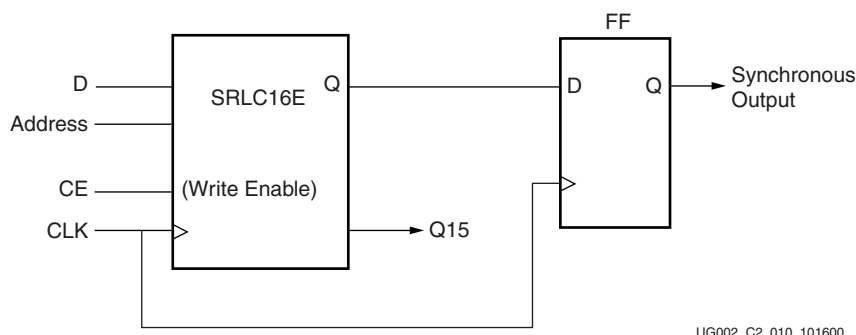 FF
D
SRLC16E
Q
D
Q
Synchronous
Output
Address
CE
(Write Enable)
CLK
Q15
UG002_C2_010_101600